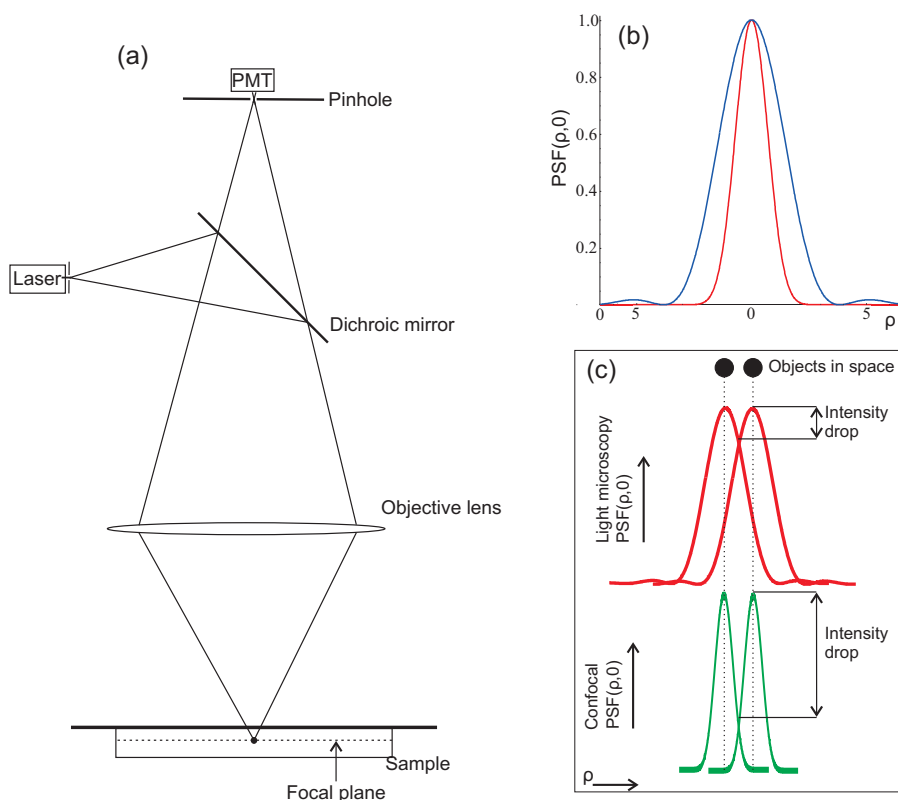 (a)
PMT
Pinhole
Laser
Dichroic mirror
Objective lens
Sample
Focal plane
(b)
PSF(ρ,0)
1.0
0.8
0.6
0.4
0.2
0
5
0
5
ρ
(c)
Objects in space
Light microscopy
PSF(ρ,0)
Intensity
drop
Confocal
PSF(ρ,0)
Intensity
drop
ρ